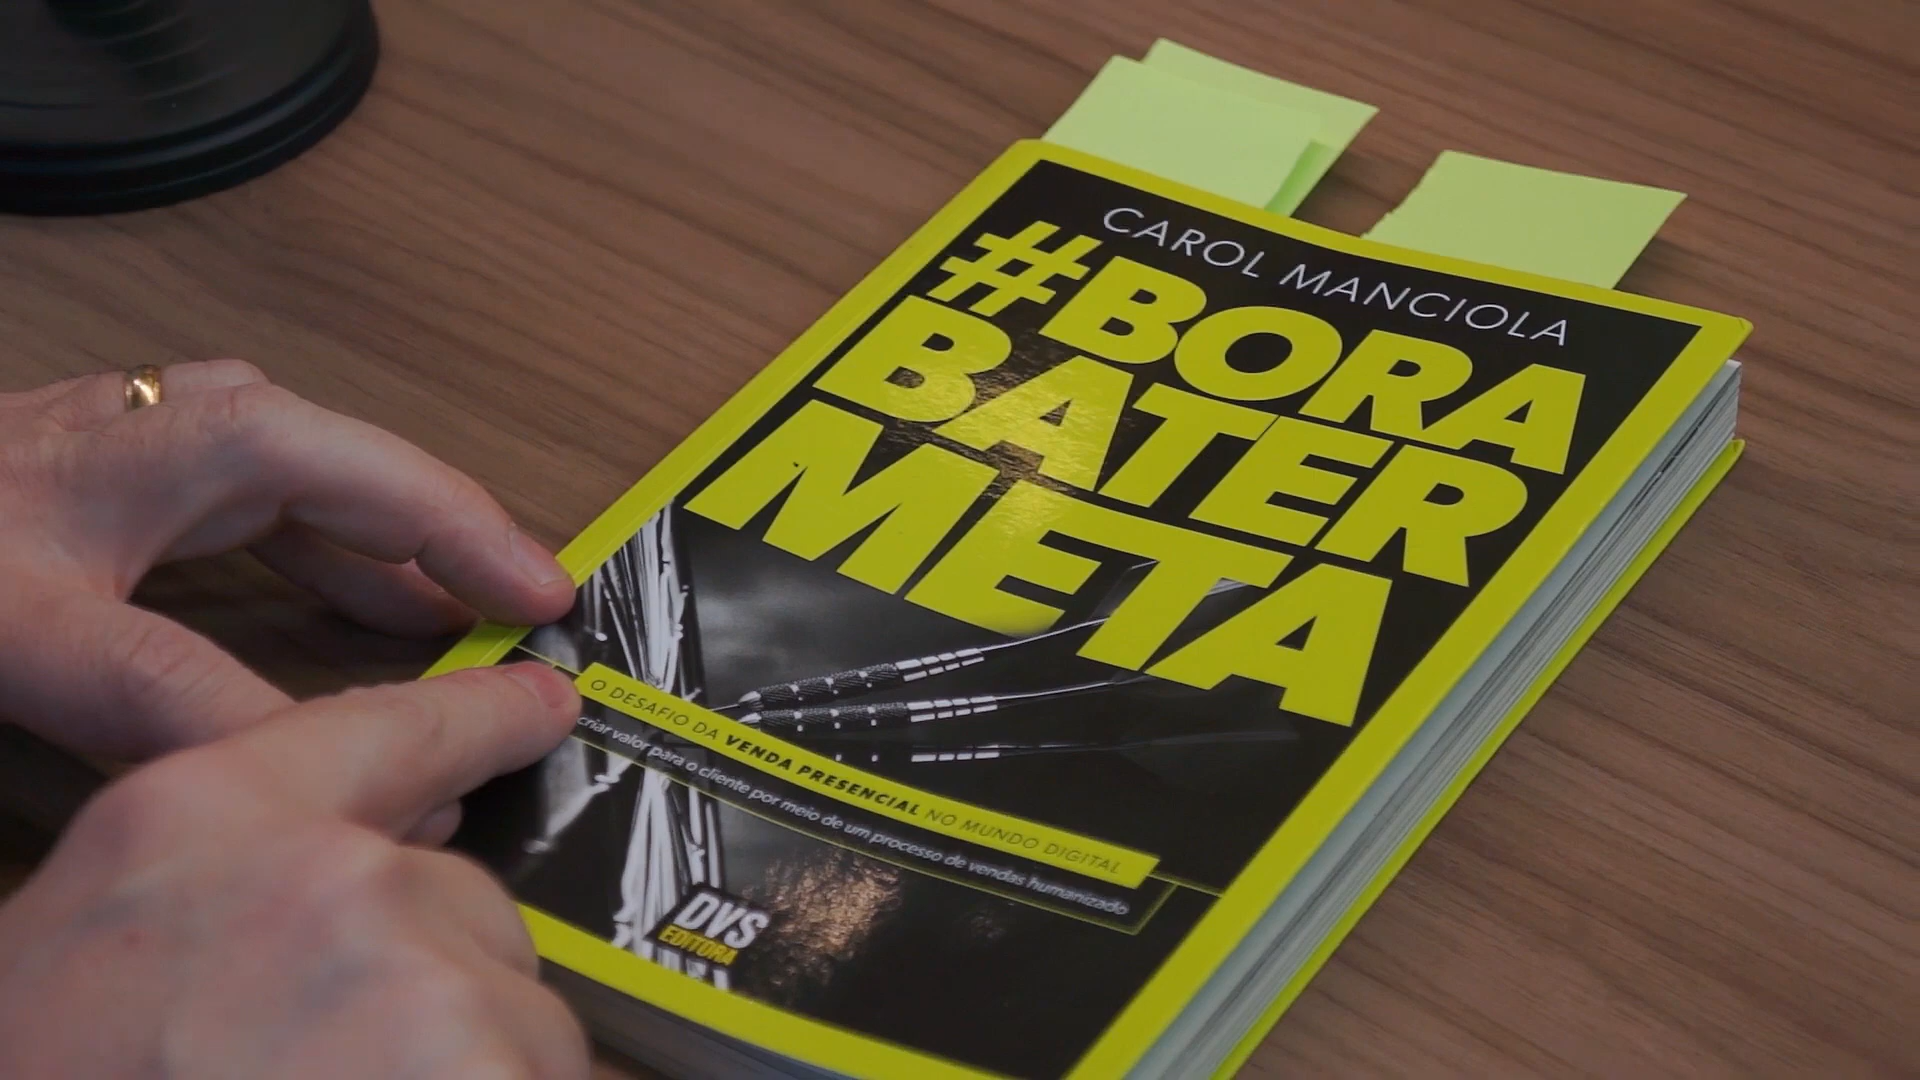 CAROL MANCIOLA
#BORA
BATER
META
O DESAFIO DA VENDA PRESENCIAL NO MUNDO DIGITAL
criar valor para o cliente por meio de um processo de vendas humanizado
DVS
EDITORA